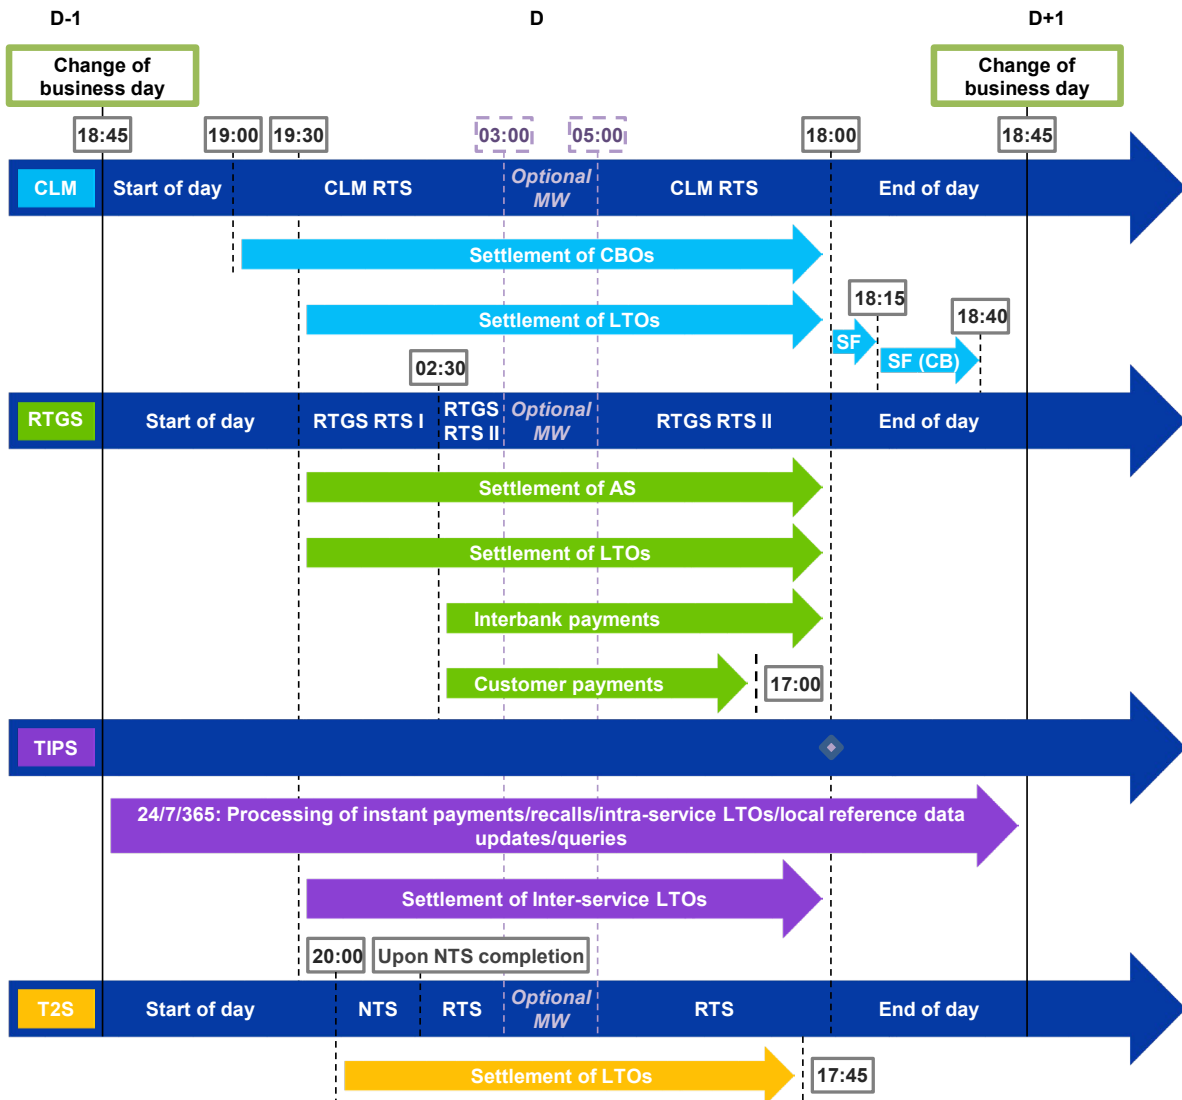 D-1 D D+1
Change of
business day
Change of
business day
18:45 19:00 19:30 03:00 05:00 18:00 18:45
CLM Start of day CLM RTS Optional
MW CLM RTS End of day
Settlement of CBOs
Settlement of LTOs
18:15
18:40
SF
SF (CB)
02:30
RTGS Start of day RTGS RTS I RTGS
RTS II Optional
MW RTGS RTS II End of day
Settlement of AS
Settlement of LTOs
Interbank payments
Customer payments 17:00
TIPS
24/7/365: Processing of instant payments/recalls/intra-service LTOs/local reference data
updates/queries
Settlement of Inter-service LTOs
20:00 Upon NTS completion
T2S Start of day NTS RTS Optional
MW RTS End of day
Settlement of LTOs 17:45